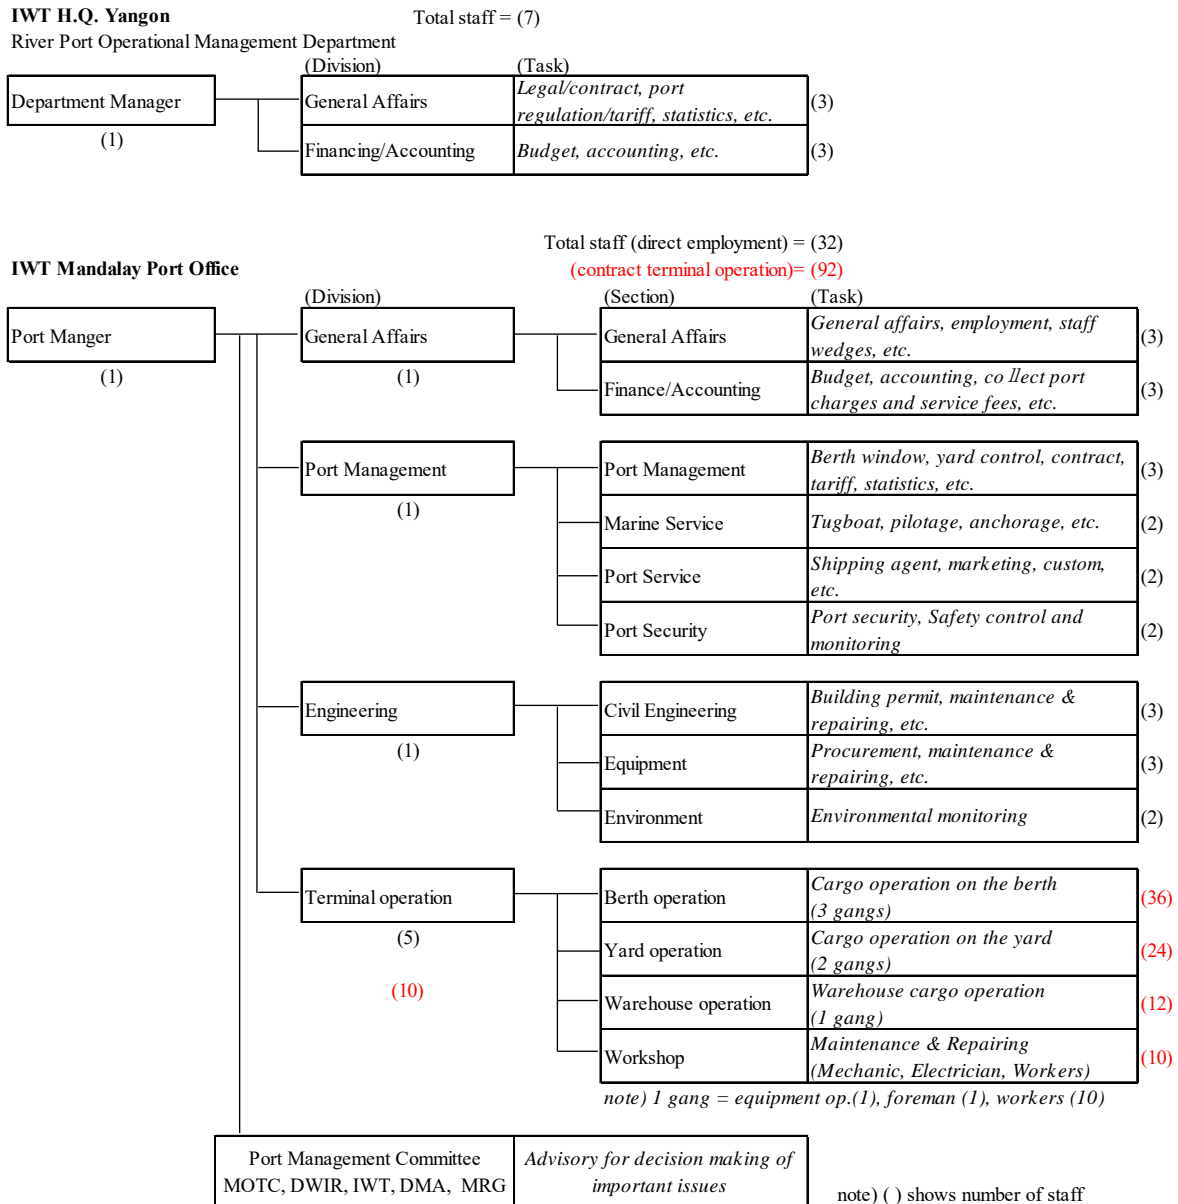 IWT H.Q. Yangon Total staff = (7)
River Port Operational Management Department
(Division) (Task)
Department Manager General Affairs Legal/contract, port
regulation/tariff, statistics, etc. (3)
(1)
Financing/Accounting Budget, accounting, etc. (3)
Total staff (direct employment) = (32)
IWT Mandalay Port Office (contract terminal operation)= (92)
(Division) (Section) (Task)
Port Manger General Affairs General Affairs General affairs, employment, staff
wedges, etc. (3)
(1) (1)
Finance/Accounting Budget, accounting, collect port
charges and service fees, etc. (3)
Port Management Port Management Berth window, yard control, contract,
tariff, statistics, etc. (3)
(1)
Marine Service Tugboat, pilotage, anchorage, etc. (2)
Port Service Shipping agent, marketing, custom,
etc. (2)
Port Security Port security, Safety control and
monitoring (2)
Engineering Civil Engineering Building permit, maintenance &
repairing, etc. (3)
(1)
Equipment Procurement, maintenance &
repairing, etc. (3)
Environment Environmental monitoring (2)
Terminal operation Berth operation Cargo operation on the berth
(3 gangs) (36)
(5)
Yard operation Cargo operation on the yard
(2 gangs) (24)
(10)
Warehouse operation Warehouse cargo operation
(1 gang) (12)
Workshop Maintenance & Repairing
(Mechanic, Electrician, Workers) (10)
note) 1 gang = equipment op.(1), foreman (1), workers (10)
Port Management Committee Advisory for decision making of
MOTC, DWIR, IWT, DMA, MRG important issues
note) ( ) shows number of staff